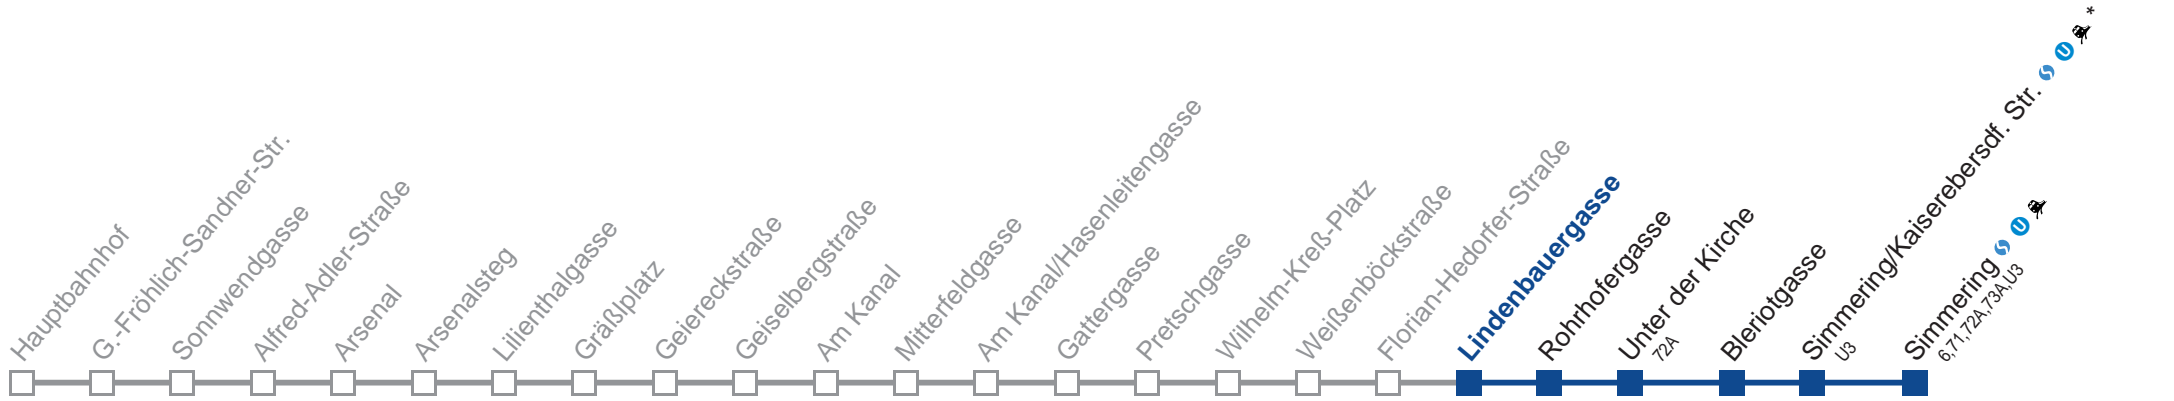 Hauptbahnhof
G.-Fröhlich-Sandner-Str.
Sonnwendgasse
Alfred-Adler-Straße
Arsenal
Arsenalsteg
Lilienthalgasse
Gräßlplatz
Geiereckstraße
Geiselbergstraße
Am Kanal
Mitterfeldgasse
Am Kanal/Hasenleitengasse
Gattergasse
Pretschgasse
Wilhelm-Kreß-Platz
Weißenböckstraße
Florian-Hedorfer-Straße
Lindenbauergasse
Rohrhofergasse
Unter der Kirche
72A
Bleriotgasse
Simmering/Kaiserebersdf. Str. S U *
U3
Simmering S U
6,71,72A,73A,U3